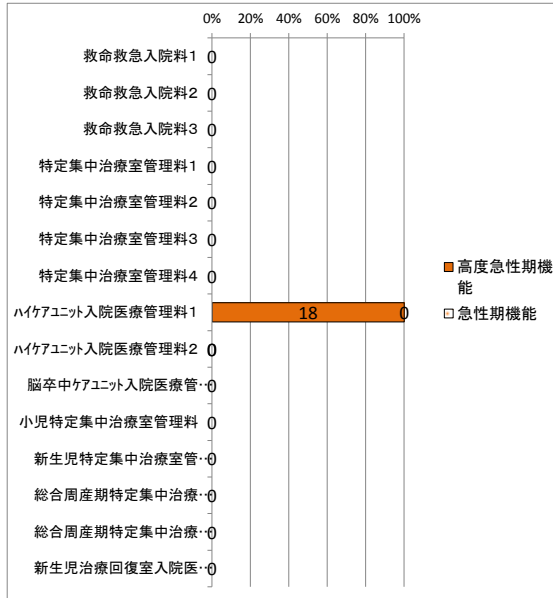 0% 20% 40% 60% 80% 100%
救命救急入院料1 0
救命救急入院料2 0
救命救急入院料3 0
特定集中治療室管理料1 0
特定集中治療室管理料2 0
特定集中治療室管理料3 0
特定集中治療室管理料4 0
ﾊｲｹｱﾕﾆｯﾄ入院医療管理料1 18 0
ﾊｲｹｱﾕﾆｯﾄ入院医療管理料2 0
脳卒中ケアユニット入院医療管… 0
小児特定集中治療室管理料 0
新生児特定集中治療室管… 0
総合周産期特定集中治療… 0
総合周産期特定集中治療… 0
新生児治療回復室入院医… 0
高度急性期機
能
急性期機能